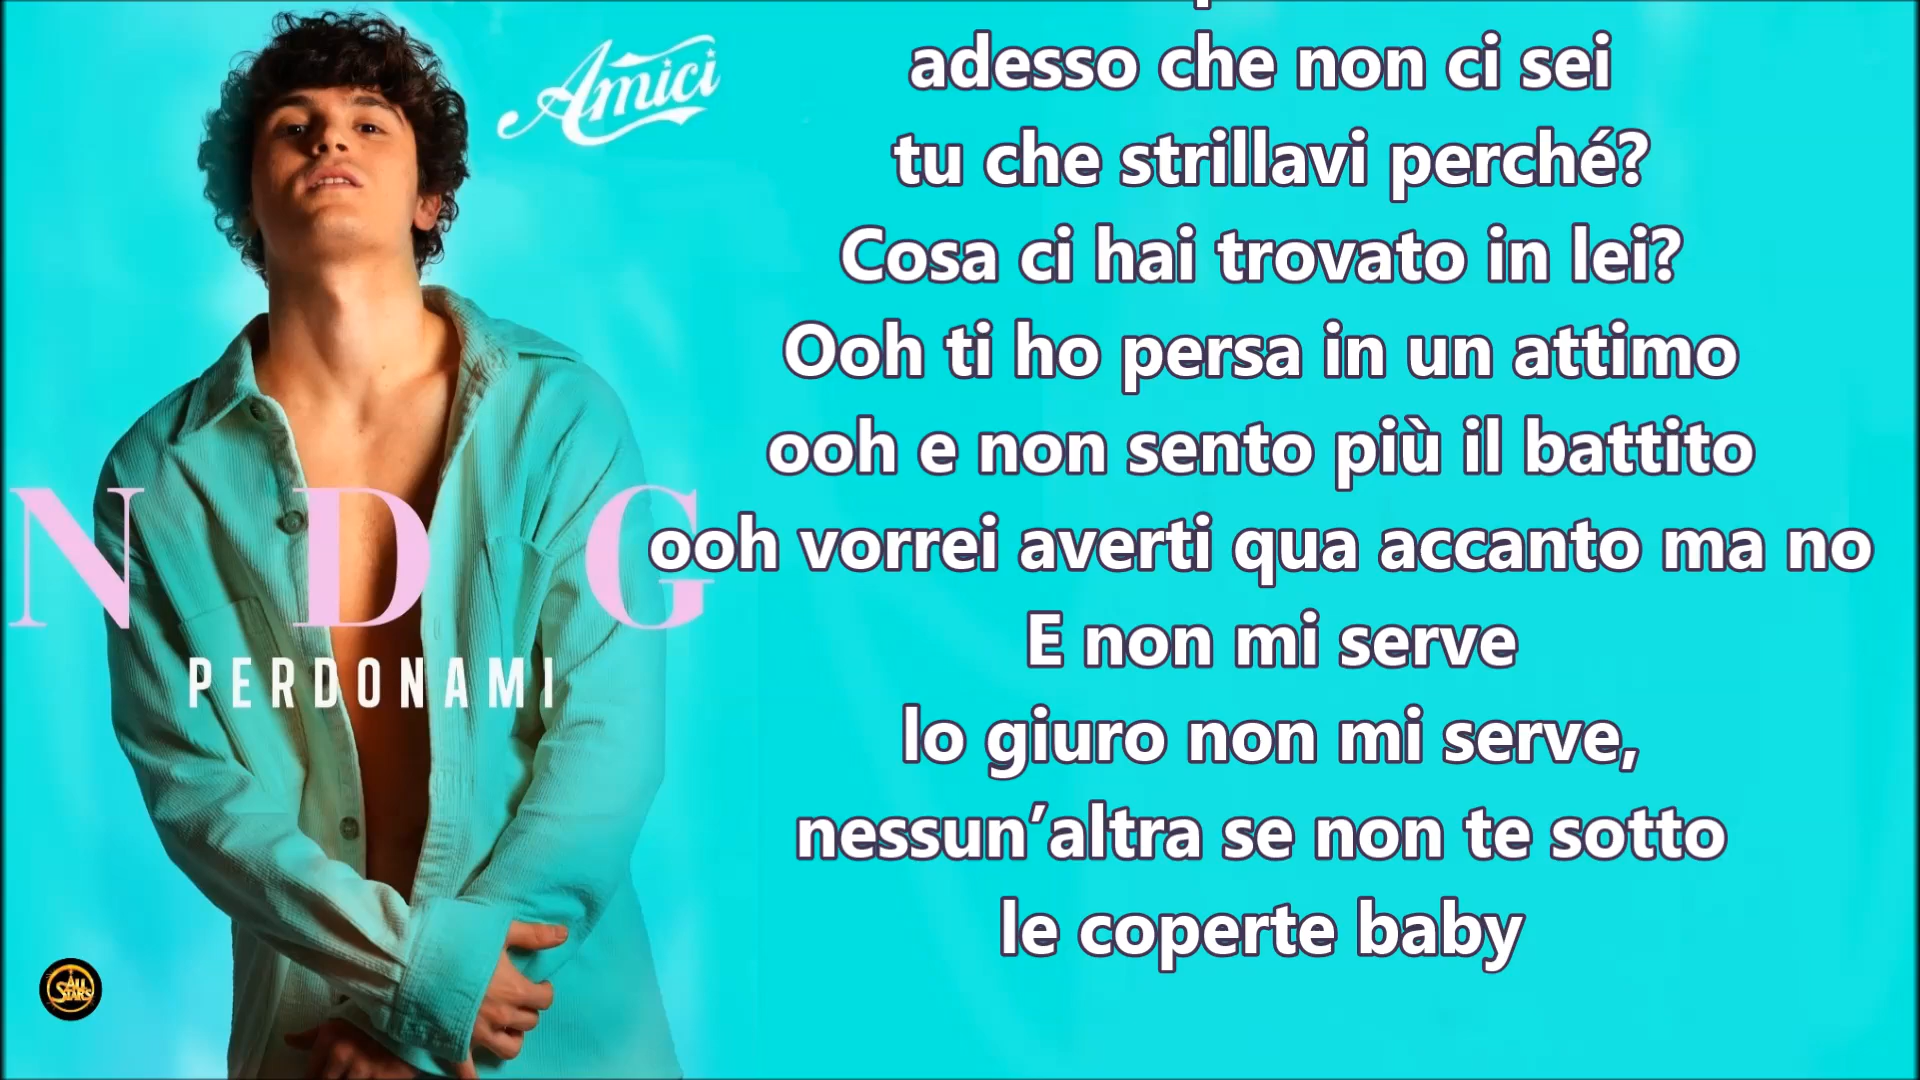 Amici
adesso che non ci sei
tu che strillavi perché?
Cosa ci hai trovato in lei?
Ooh ti ho persa in un attimo
ooh e non sento più il battito
N D G
ooh vorrei averti qua accanto ma no
E non mi serve
PERDONAMI
lo giuro non mi serve,
nessun’altra se non te sotto
le coperte baby
ALL
STARS